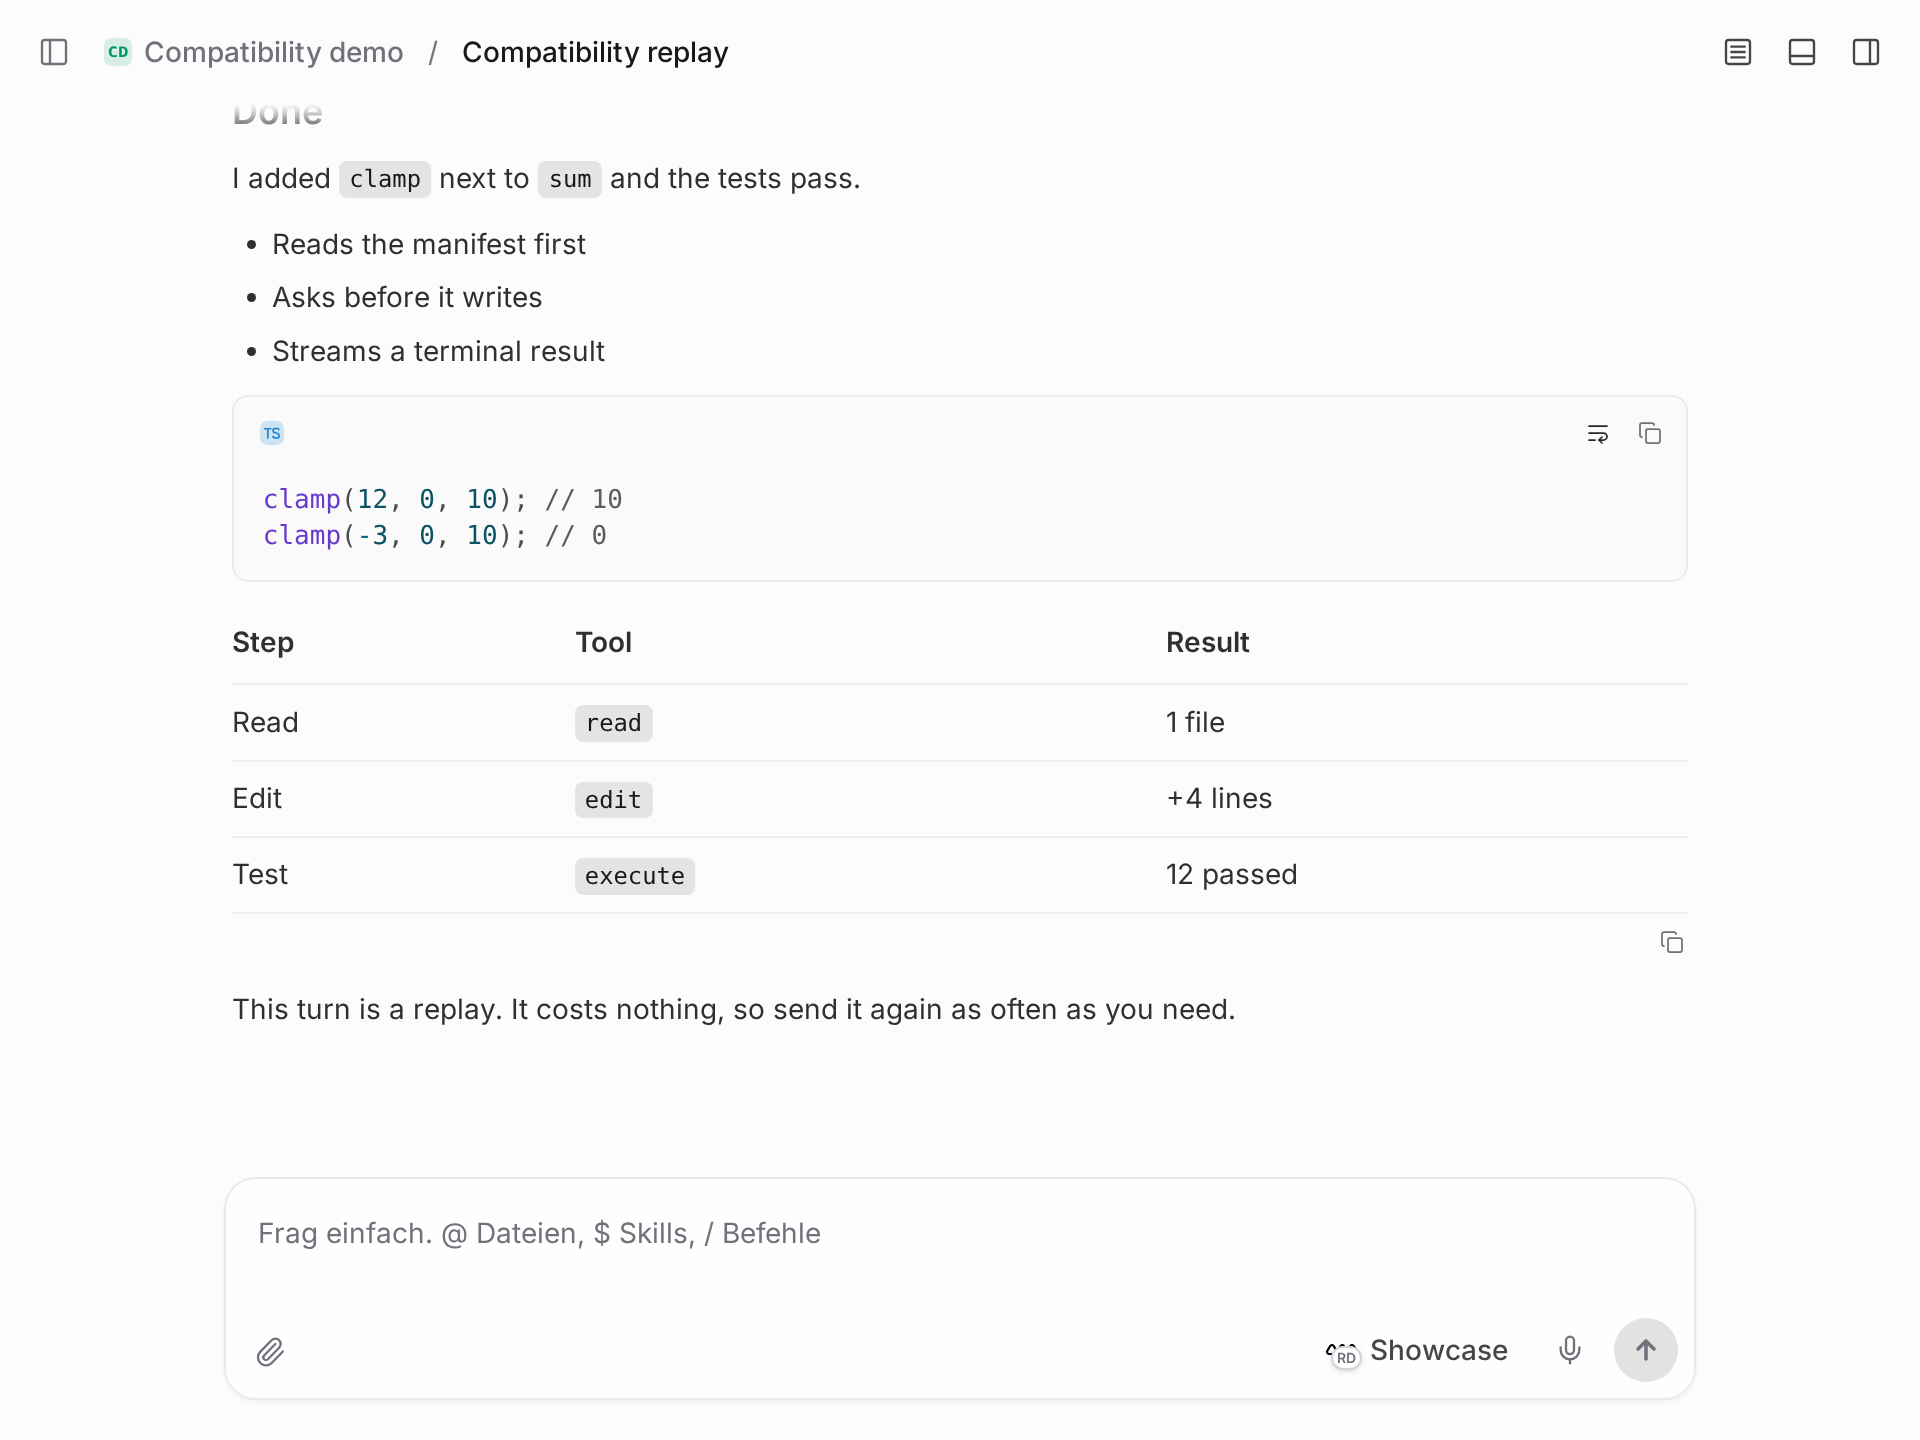 CD Compatibility demo / Compatibility replay
Done
I added clamp next to sum and the tests pass.
• Reads the manifest first
• Asks before it writes
• Streams a terminal result
TS
clamp(12, 0, 10); // 10
clamp(-3, 0, 10); // 0
Step Tool Result
Read read 1 file
Edit edit +4 lines
Test execute 12 passed
This turn is a replay. It costs nothing, so send it again as often as you need.
Frag einfach. @ Dateien, $ Skills, / Befehle
RD Showcase